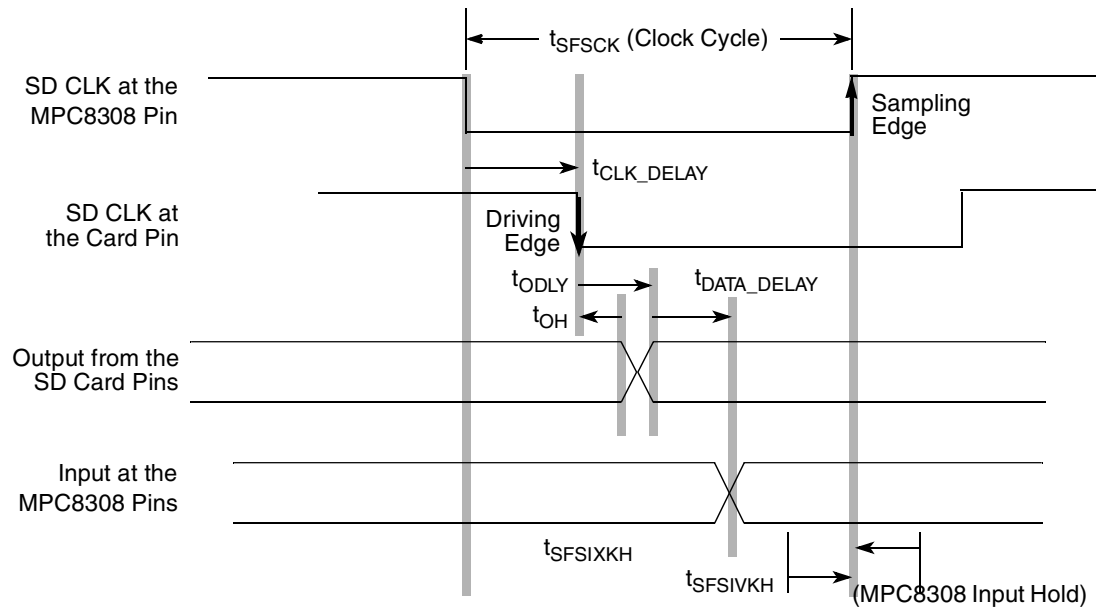 tSFSCK (Clock Cycle)
SD CLK at the
MPC8308 Pin
Sampling
Edge
tCLK_DELAY
SD CLK at
the Card Pin
Driving
Edge
tODLY
tDATA_DELAY
tOH
Output from the
SD Card Pins
Input at the
MPC8308 Pins
tSFSIXKH
tSFSIVKH
(MPC8308 Input Hold)